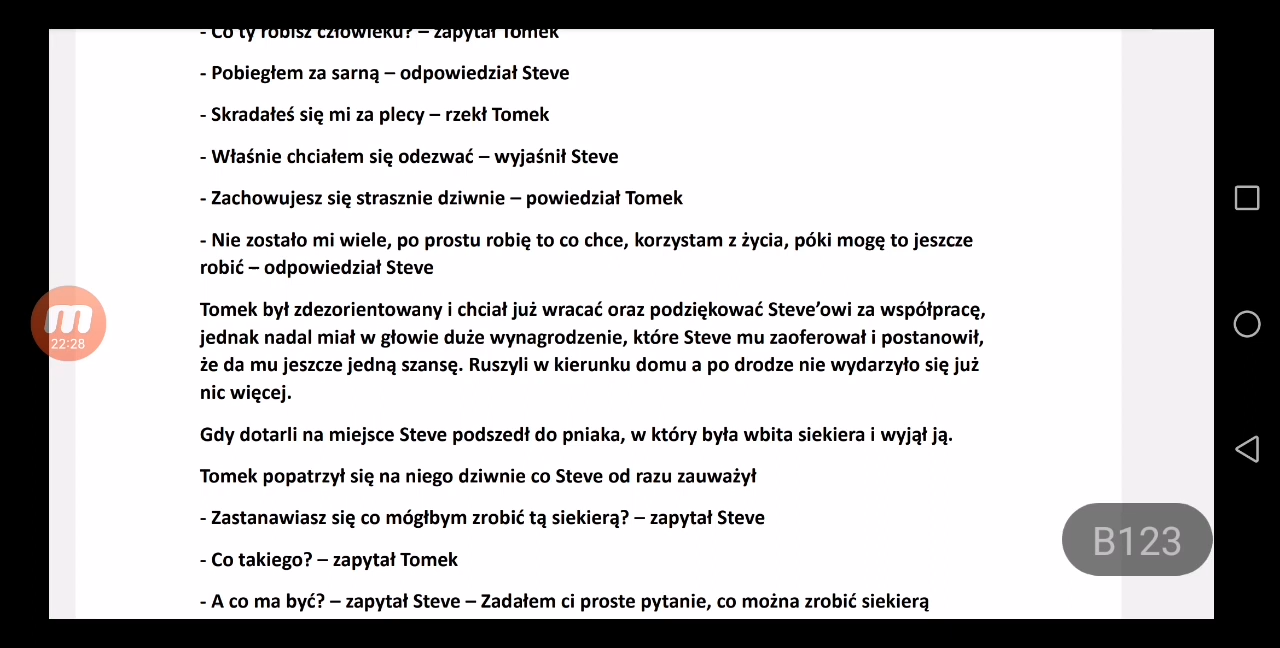 - Co ty robisz człowieku? – zapytał Tomek
- Pobiegłem za sarną – odpowiedział Steve
- Skradałeś się mi za plecy – rzekł Tomek
- Właśnie chciałem się odezwać – wyjaśnił Steve
- Zachowujesz się strasznie dziwnie – powiedział Tomek
- Nie zostało mi wiele, po prostu robię to co chce, korzystam z życia, póki mogę to jeszcze
robić – odpowiedział Steve
Tomek był zdezorientowany i chciał już wracać oraz podziękować Steve’owi za współpracę,
jednak nadal miał w głowie duże wynagrodzenie, które Steve mu zaoferował i postanowił,
że da mu jeszcze jedną szansę. Ruszyli w kierunku domu a po drodze nie wydarzyło się już
nic więcej.
Gdy dotarli na miejsce Steve podszedł do pniaka, w który była wbita siekiera i wyjął ją.
Tomek popatrzył się na niego dziwnie co Steve od razu zauważył
- Zastanawiasz się co mógłbym zrobić tą siekierą? – zapytał Steve
- Co takiego? – zapytał Tomek
- A co ma być? – zapytał Steve – Zadałem ci proste pytanie, co można zrobić siekierą
m
22:28
B123